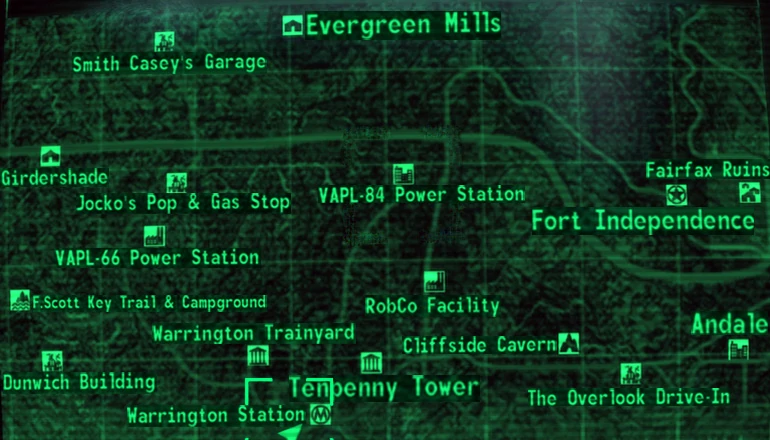 Evergreen Mills
Smith Casey's Garage
Girdershade
Fairfax Ruins
Jocko's Pop & Gas Stop
VAPL-84 Power Station
Fort Independence
VAPL-66 Power Station
F.Scott Key Trail & Campground
RobCo Facility
Warrington Trainyard
Cliffside Cavern
Andale
Dunwich Building
Tenpenny Tower
The Overlook Drive-In
Warrington Station
M